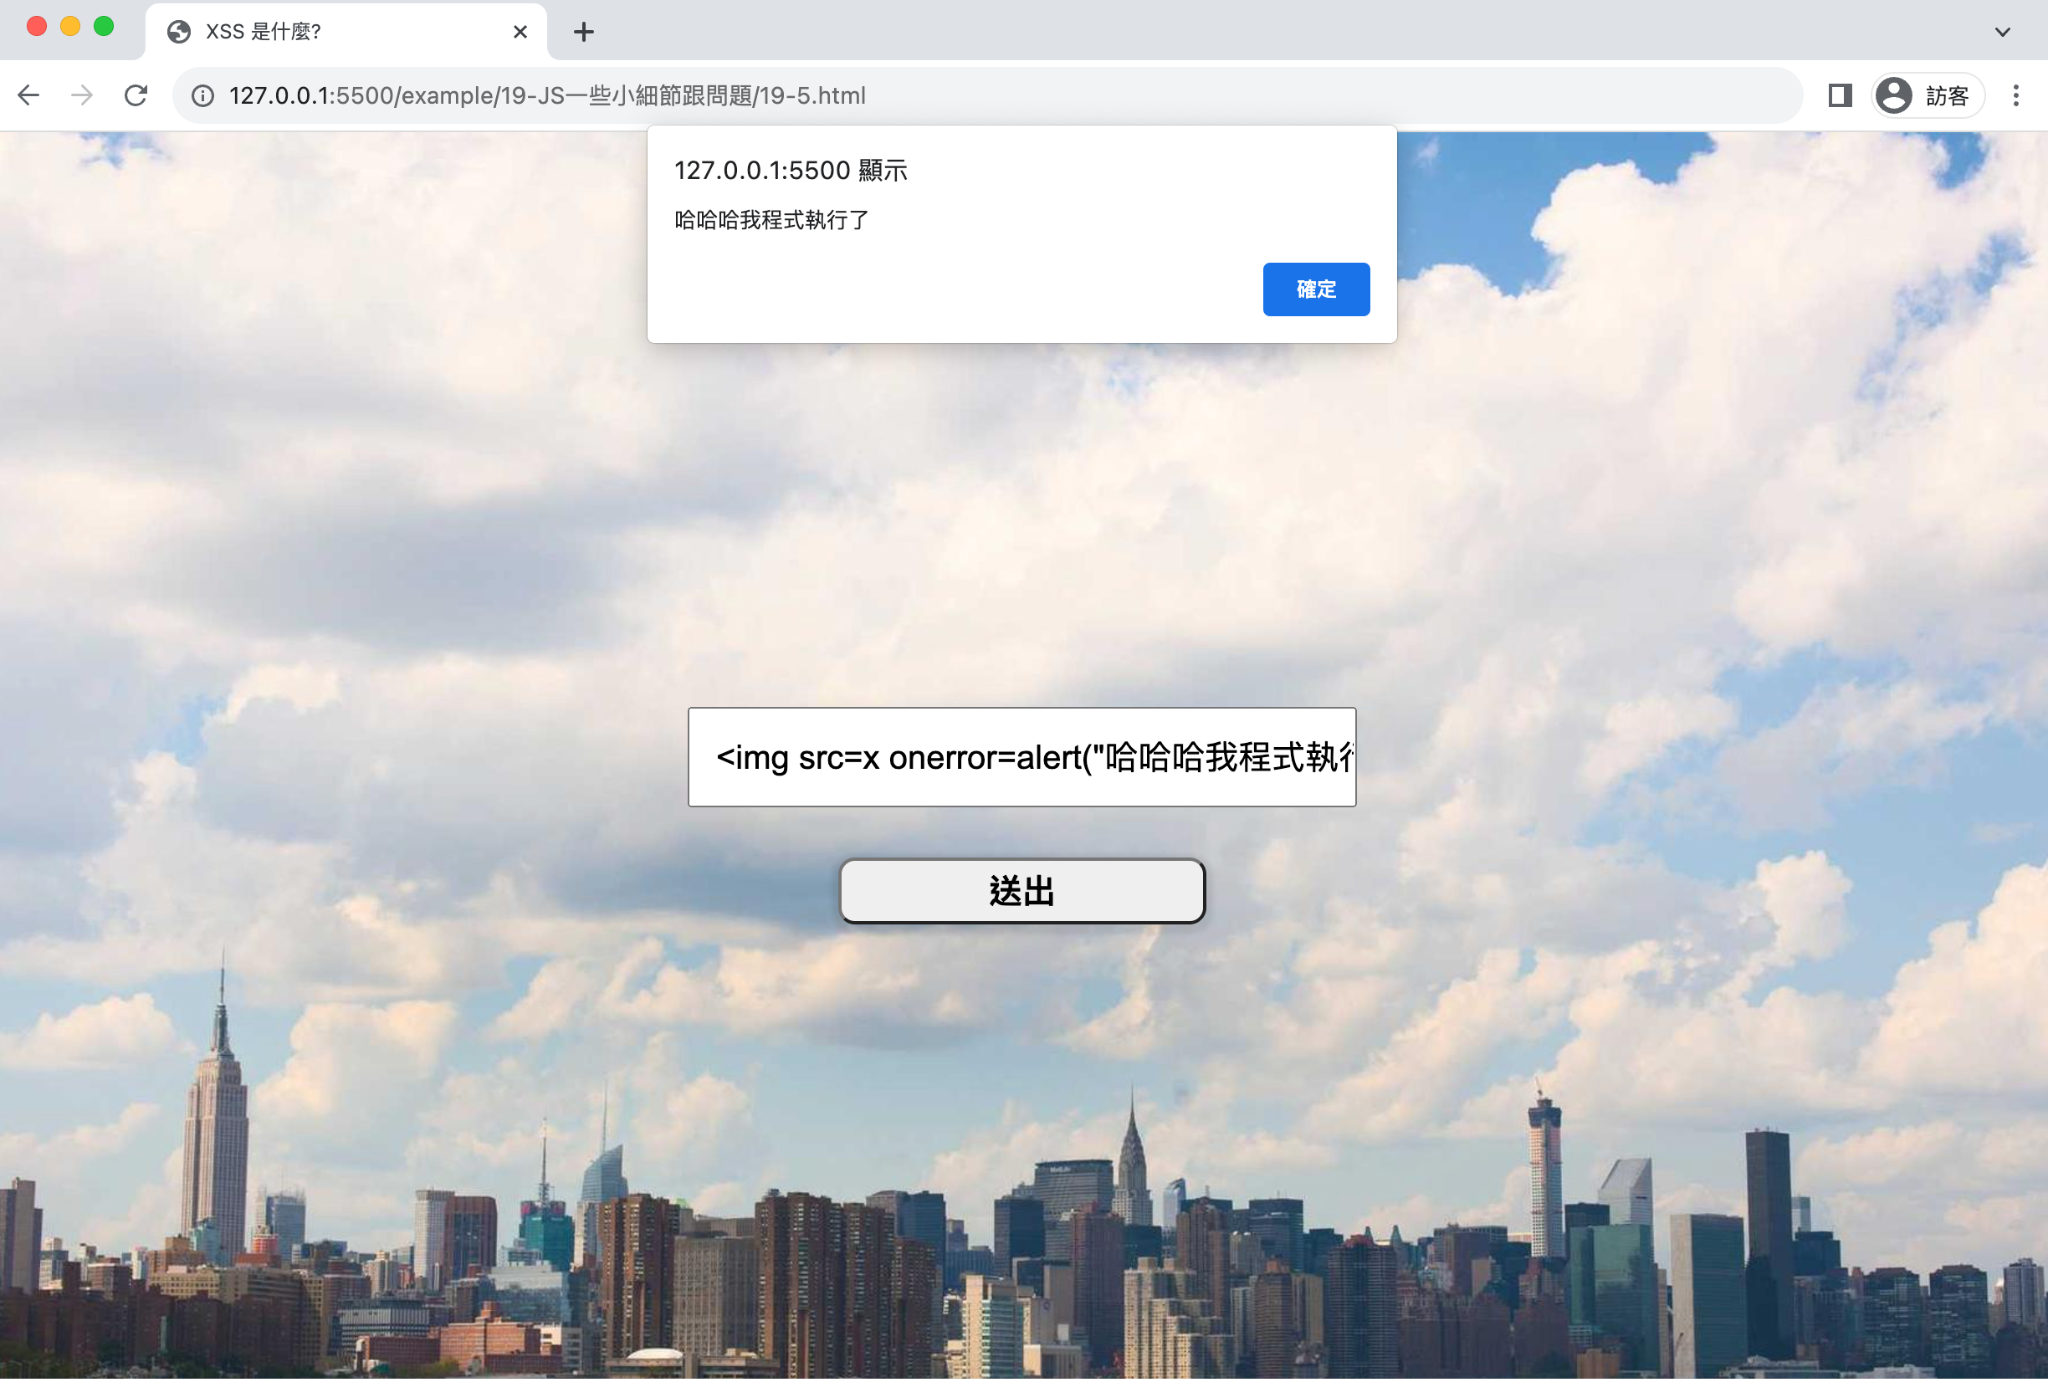 XSS 是什麼?
127.0.0.1:5500/example/19-JS一些小細節跟問題/19-5.html
訪客
127.0.0.1:5500 顯示
哈哈哈我程式執行了
確定
<img src=x onerror=alert("哈哈哈我程式執行
送出
MetLife